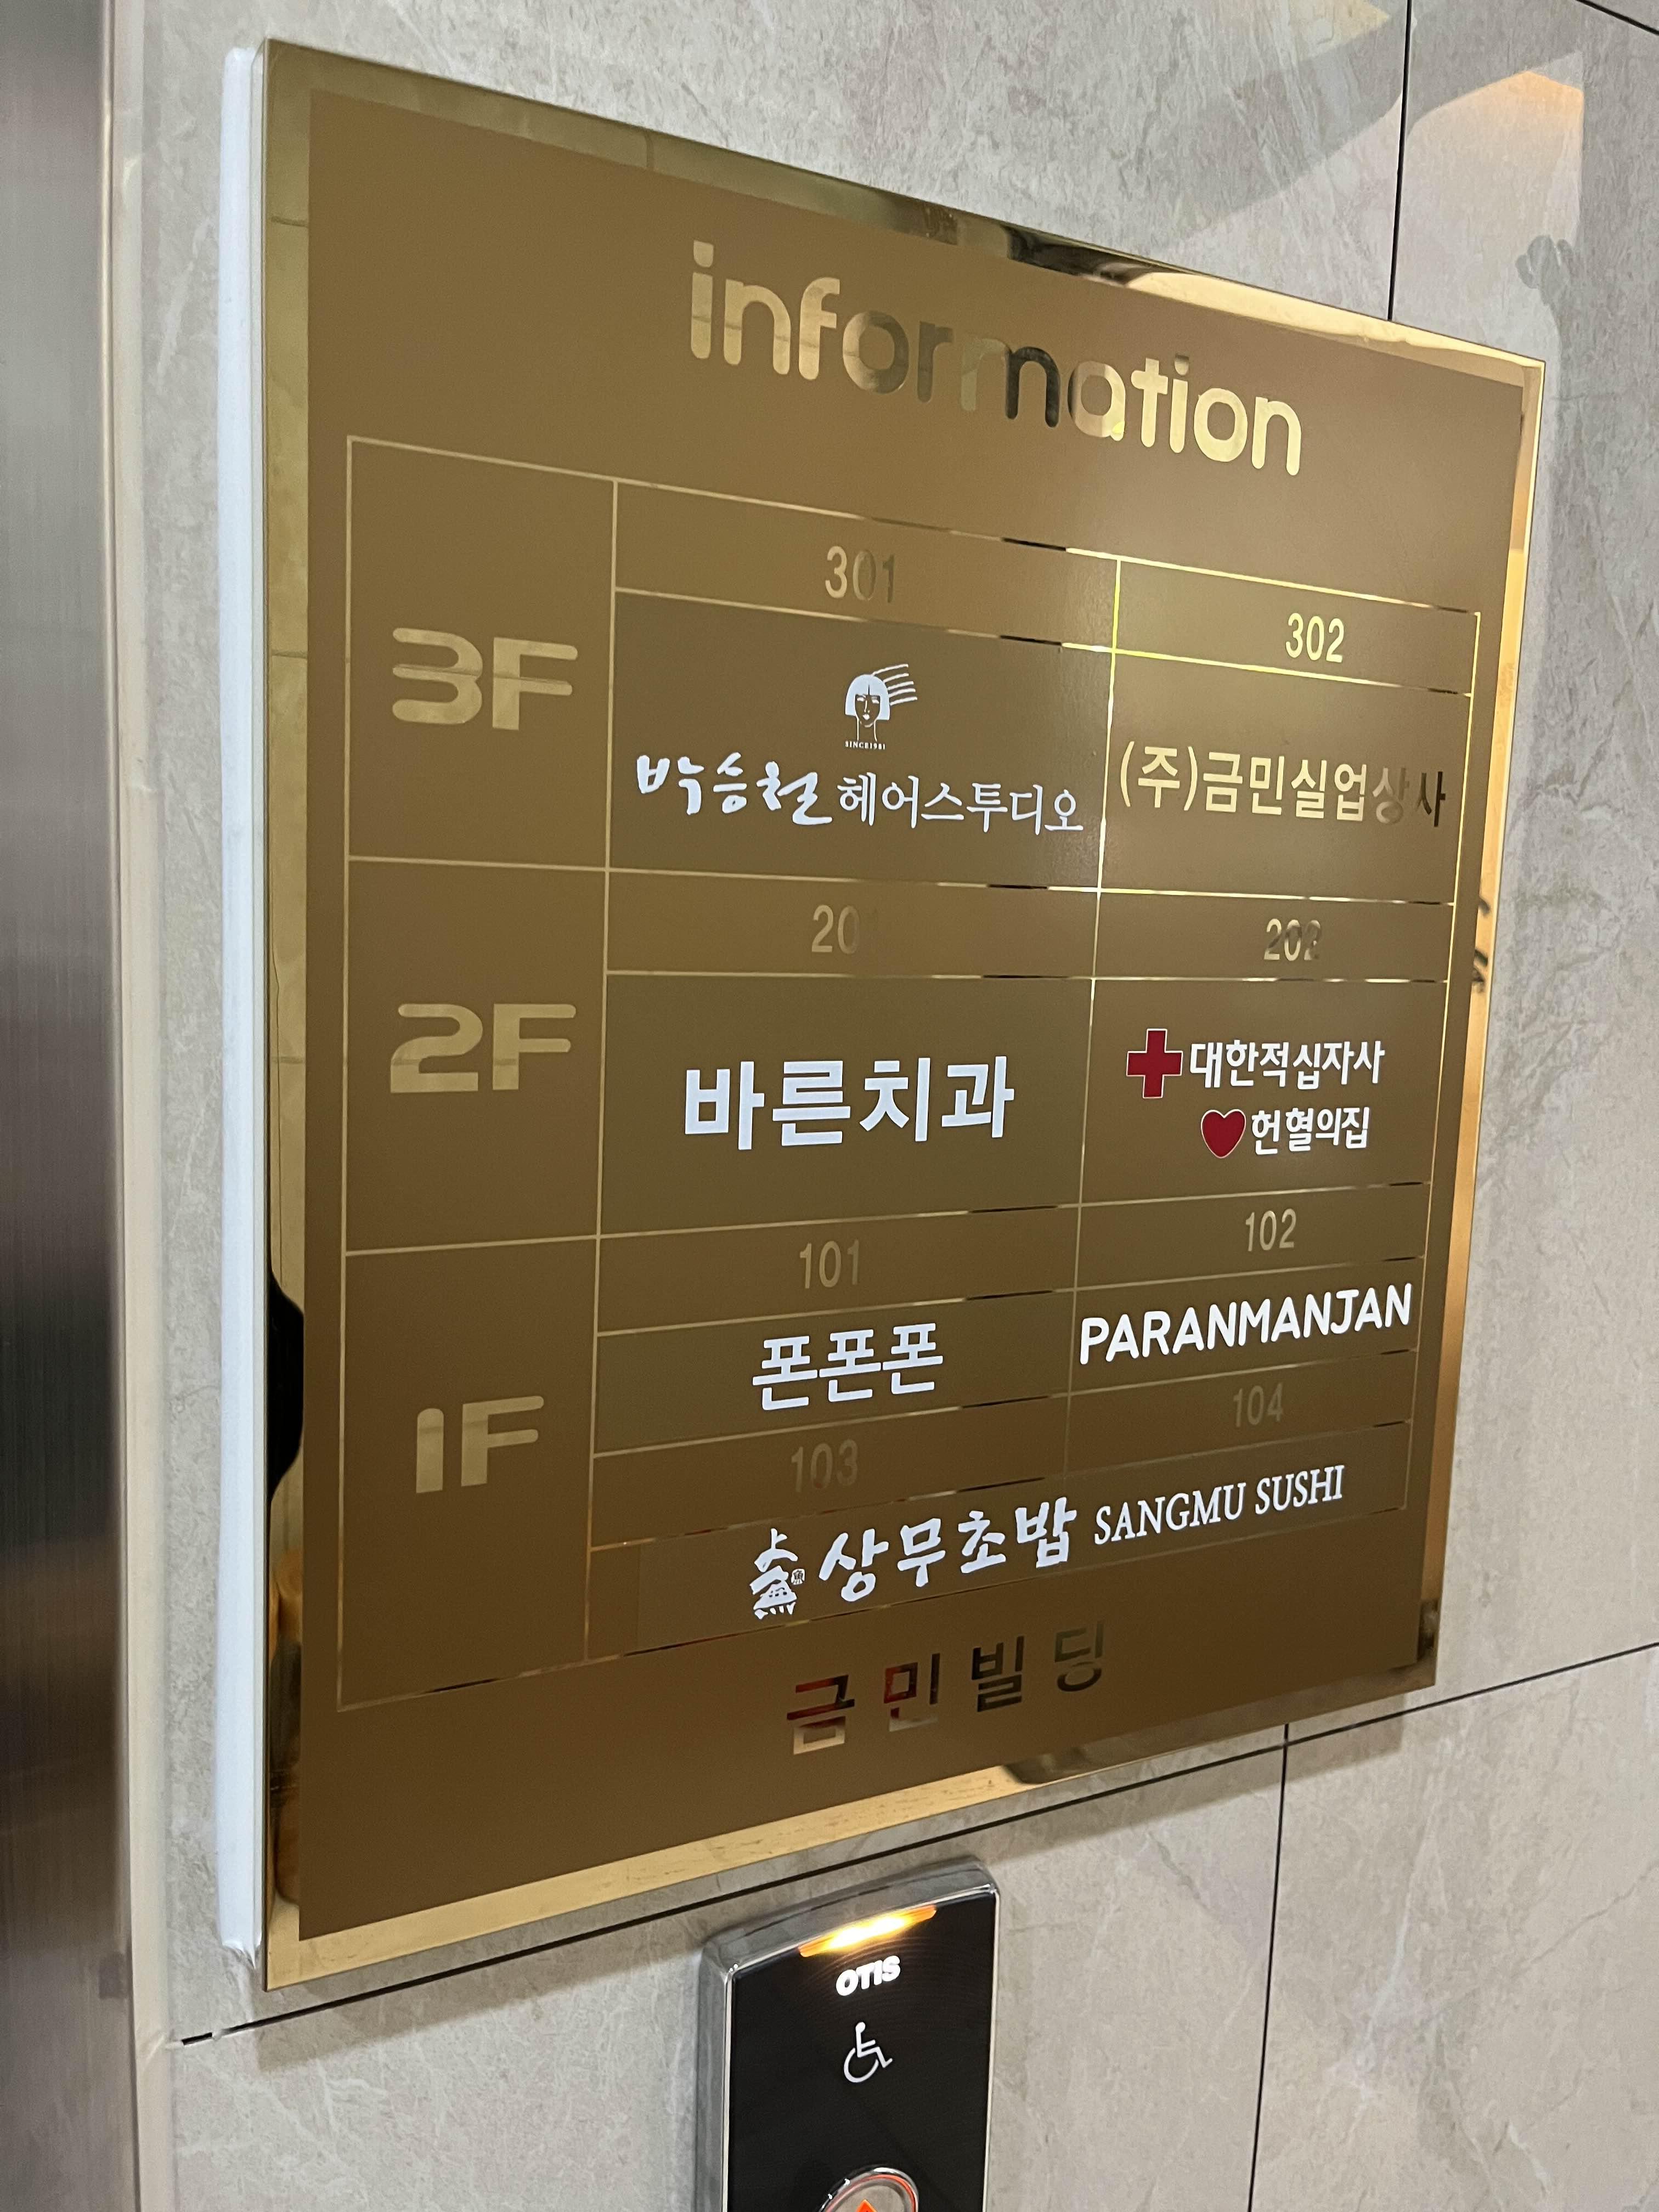 information
3F
301
302
SINCE1981
박승철 헤어스투디오
(주)금민실업상사
2F
201
202
바른치과
대한적십자사
헌혈의집
1F
101
102
폰폰폰
PARANMANJAN
103
104
상무초밥 SANGMU SUSHI
금민빌딩
OTIS